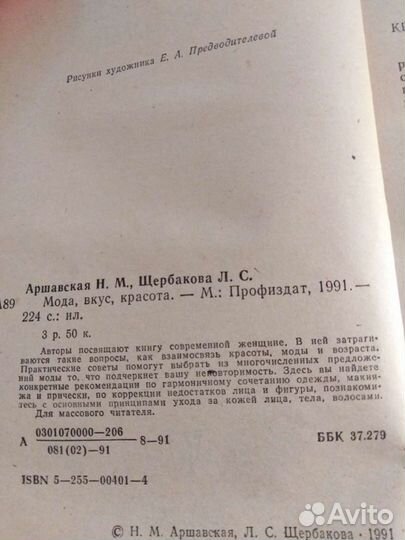 Рисунки художника Е. А. Предводителевой
Аршавская Н. М., Щербакова Л. С.
А89 Мода, вкус, красота. — М.: Профиздат, 1991.—
224 с.: ил.
3 р. 50 к.
Авторы посвящают книгу современной женщине. В ней затраги-
ваются такие вопросы, как взаимосвязь красоты, моды и возраста.
Практические советы помогут выбрать из многочисленных предложе-
ний моды то, что подчеркнет вашу неповторимость. Здесь вы найдете
конкретные рекомендации по гармоничному сочетанию одежды, макия-
жа и прически, по коррекции недостатков лица и фигуры, познакоми-
тесь с основными принципами ухода за кожей лица, тела, волосами.
Для массового читателя.
А 0301070000—206 8—91 ББК 37.279
081(02)—91
ISBN 5—255—00401—4
© Н. М. Аршавская, Л. С. Щербакова, 1991
Avito